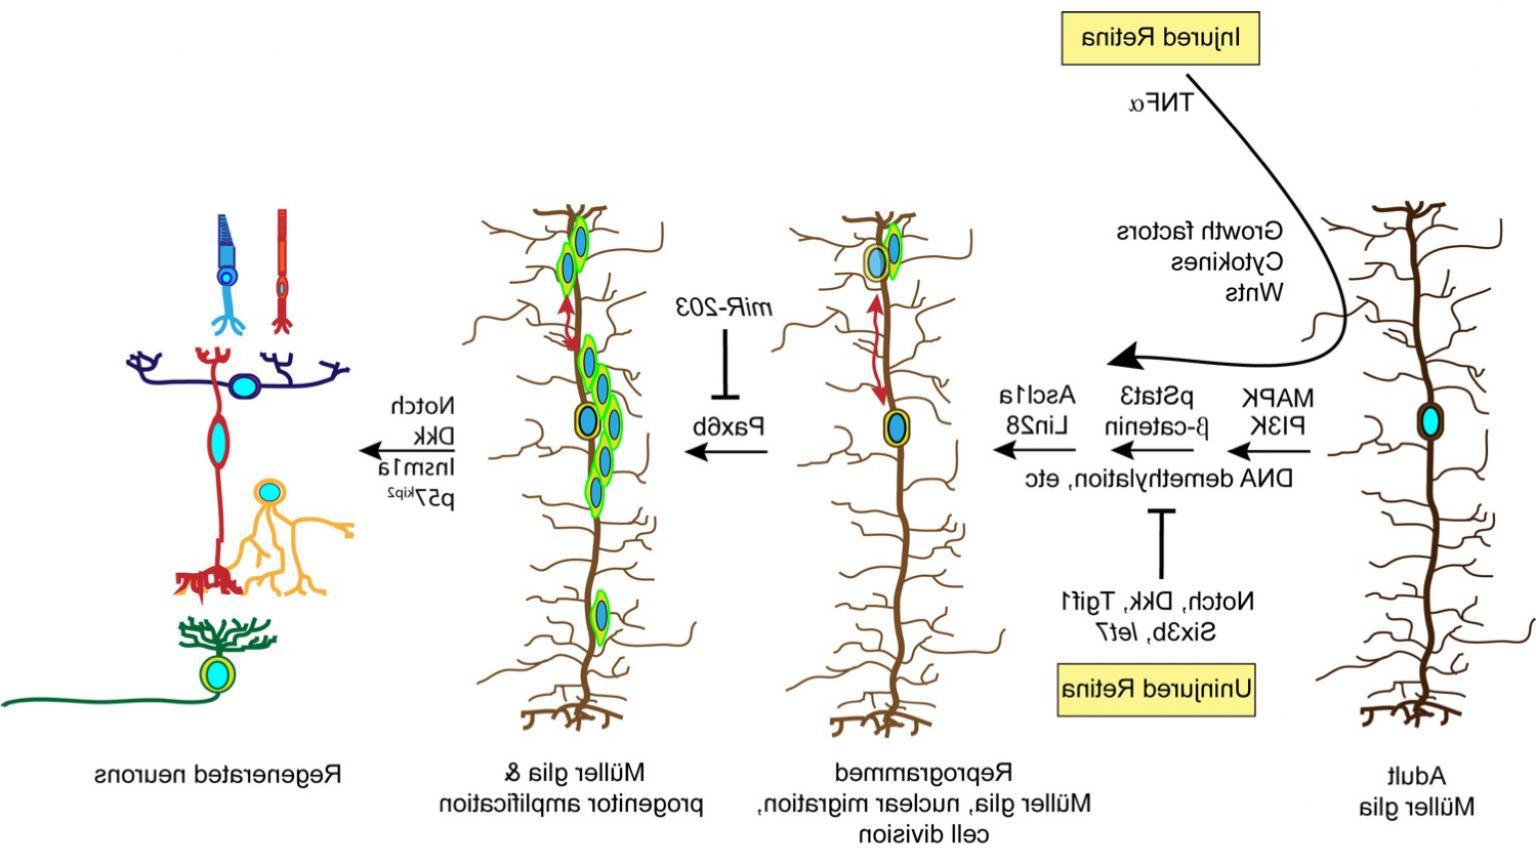 Injured Retina
TNFα
Growth factors
Cytokines
Wnts
MAPK
PI3K
pStat3
β-catenin
Ascl1a
Lin28
DNA demethylation, etc
Notch, Dkk, Tgif1
Six3b, let7
Uninjured Retina
miR-203
Pax6b
Notch
Dkk
Insm1a
p57kip2
Adult
Müller glia
Reprogrammed
Müller glia, nuclear migration,
cell division
Müller glia &
progenitor amplification
Regenerated neurons